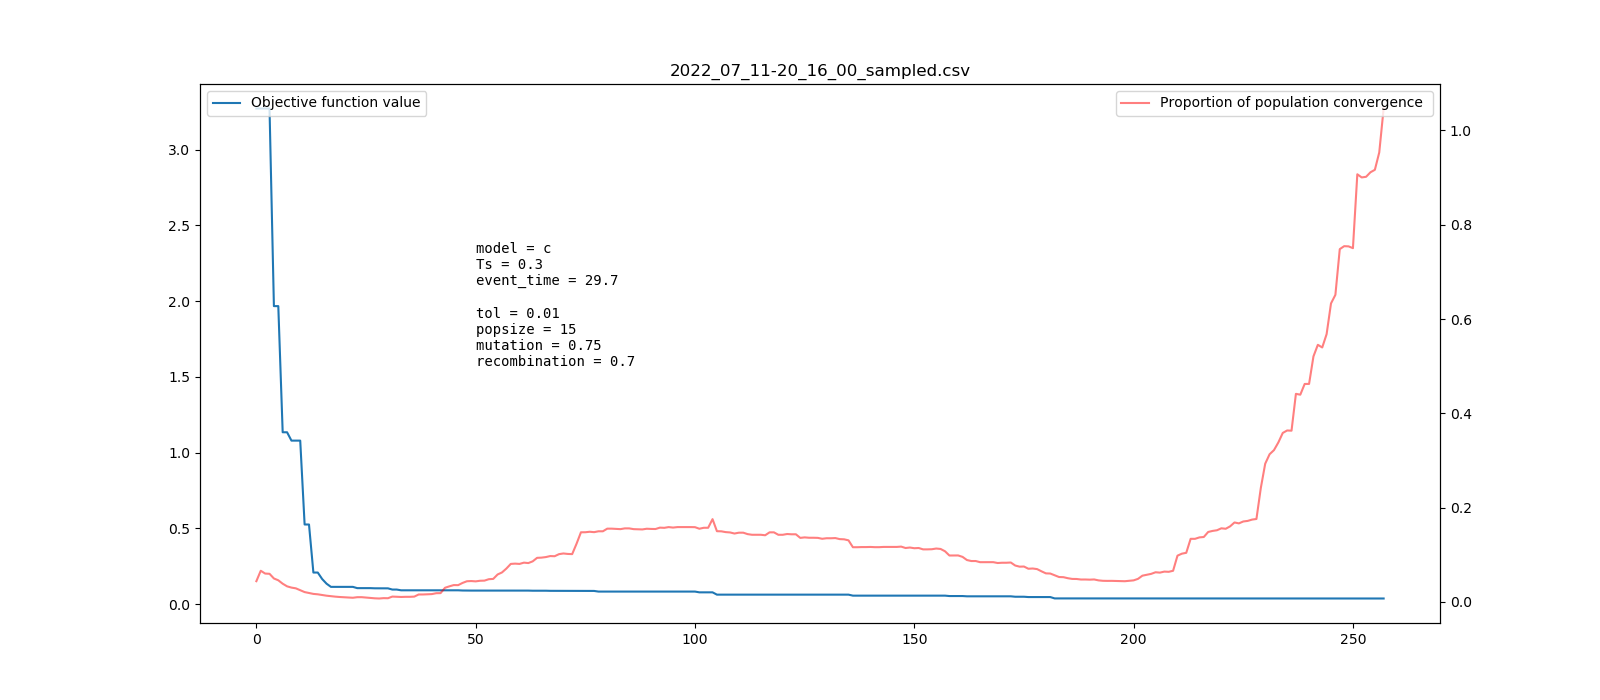 2022_07_11-20_16_00_sampled.csv
Objective function value
Proportion of population convergence
3.0
2.5
2.0
1.5
1.0
0.5
0.0
model = c
Ts = 0.3
event_time = 29.7
tol = 0.01
popsize = 15
mutation = 0.75
recombination = 0.7
1.0
0.8
0.6
0.4
0.2
0.0
0 50 100 150 200 250